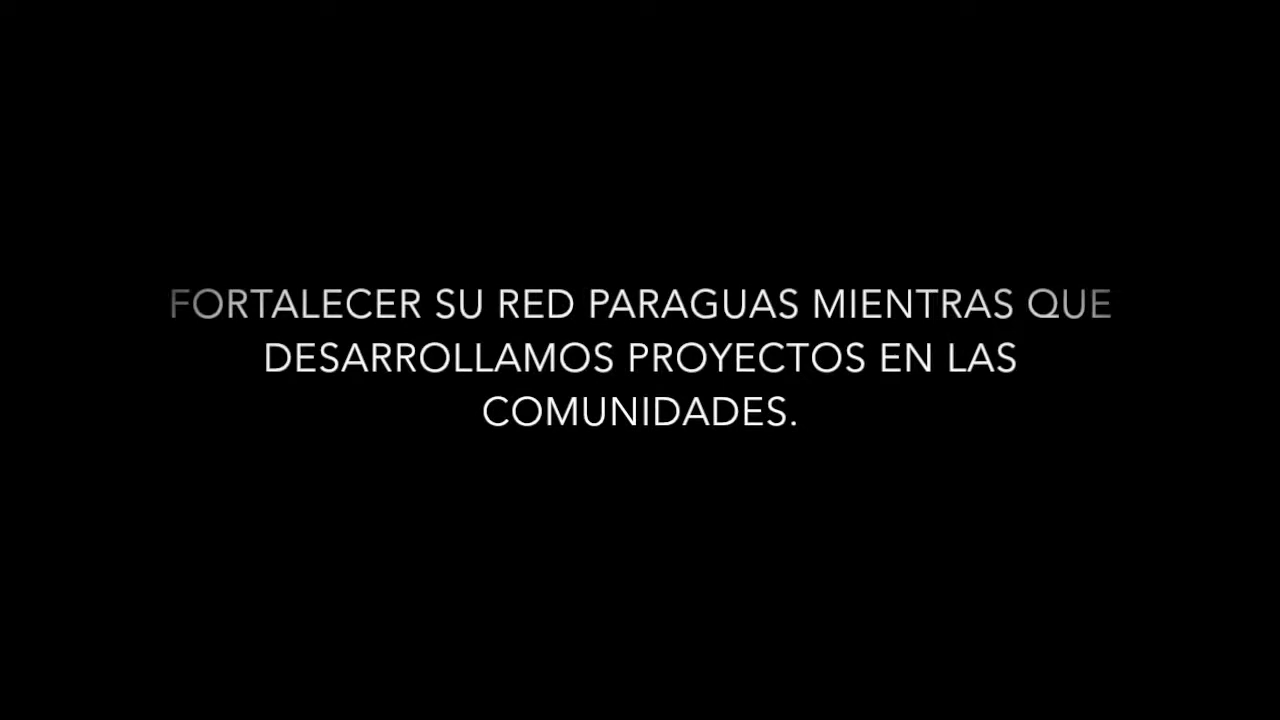 FORTALECER SU RED PARAGUAS MIENTRAS QUE
DESARROLLAMOS PROYECTOS EN LAS
COMUNIDADES.